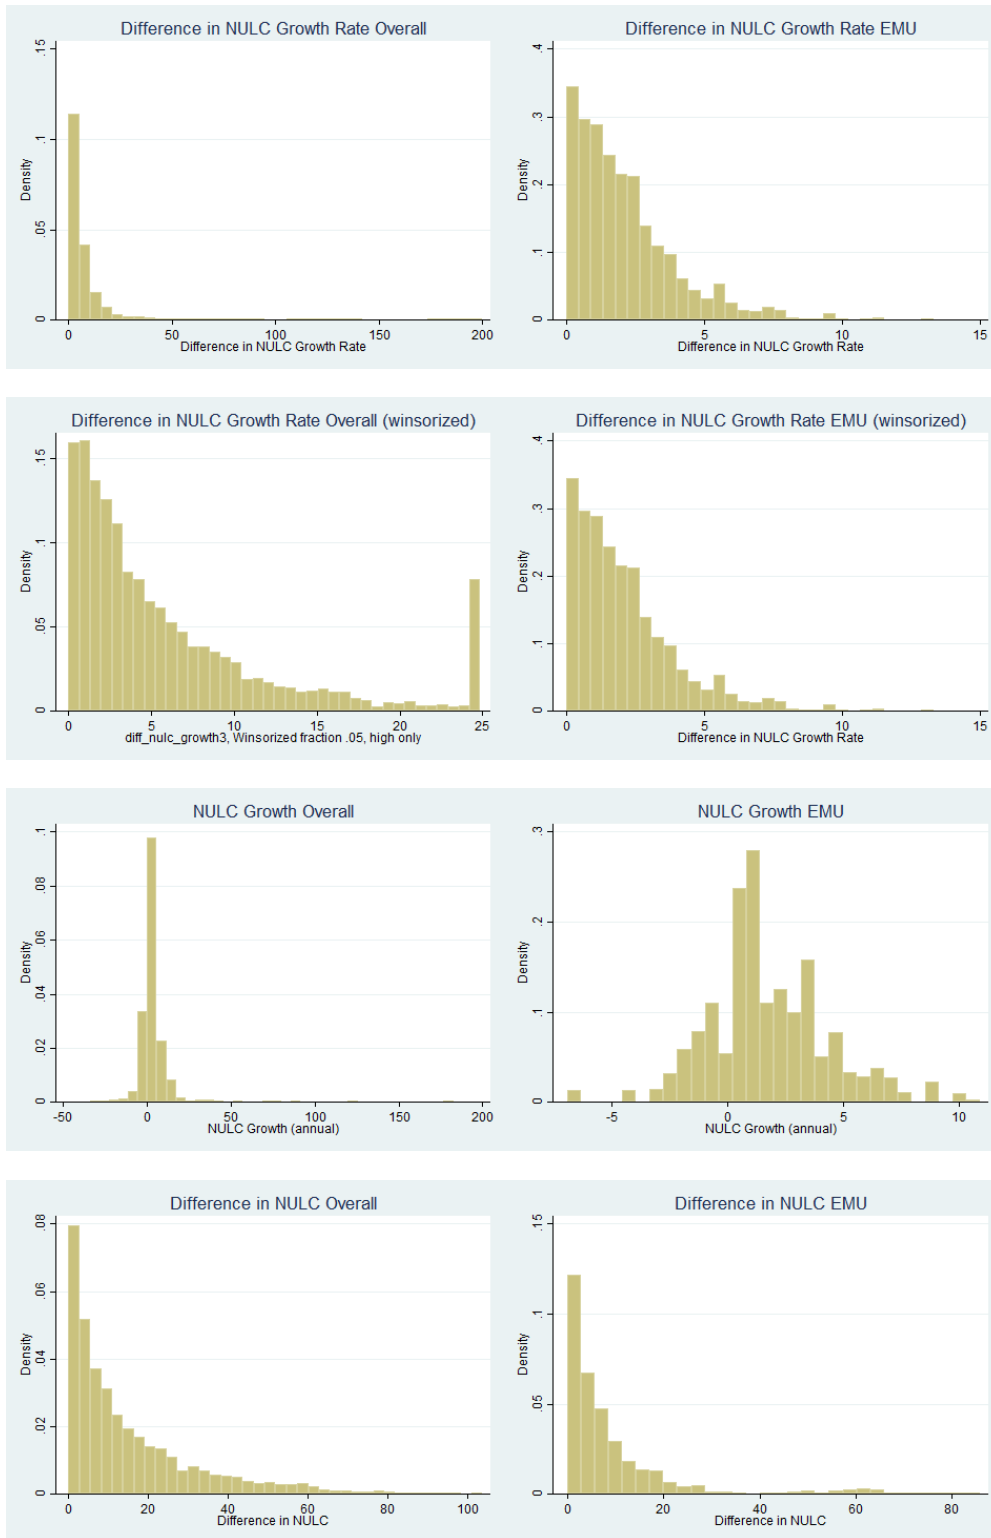 Difference in NULC Growth Rate Overall
Density
0 .05 .1 .15
0 50 100 150 200
Difference in NULC Growth Rate
Difference in NULC Growth Rate EMU
Density
0 .1 .2 .3 .4
0 5 10 15
Difference in NULC Growth Rate
Difference in NULC Growth Rate Overall (winsorized)
Density
0 .05 .1 .15
0 5 10 15 20 25
diff_nulc_growth3, Winsorized fraction .05, high only
Difference in NULC Growth Rate EMU (winsorized)
Density
0 .1 .2 .3 .4
0 5 10 15
Difference in NULC Growth Rate
NULC Growth Overall
Density
0 .02 .04 .06 .08 .1
-50 0 50 100 150 200
NULC Growth (annual)
NULC Growth EMU
Density
0 .1 .2 .3
-5 0 5 10
NULC Growth (annual)
Difference in NULC Overall
Density
0 .02 .04 .06 .08
0 20 40 60 80 100
Difference in NULC
Difference in NULC EMU
Density
0 .05 .1 .15
0 20 40 60 80
Difference in NULC